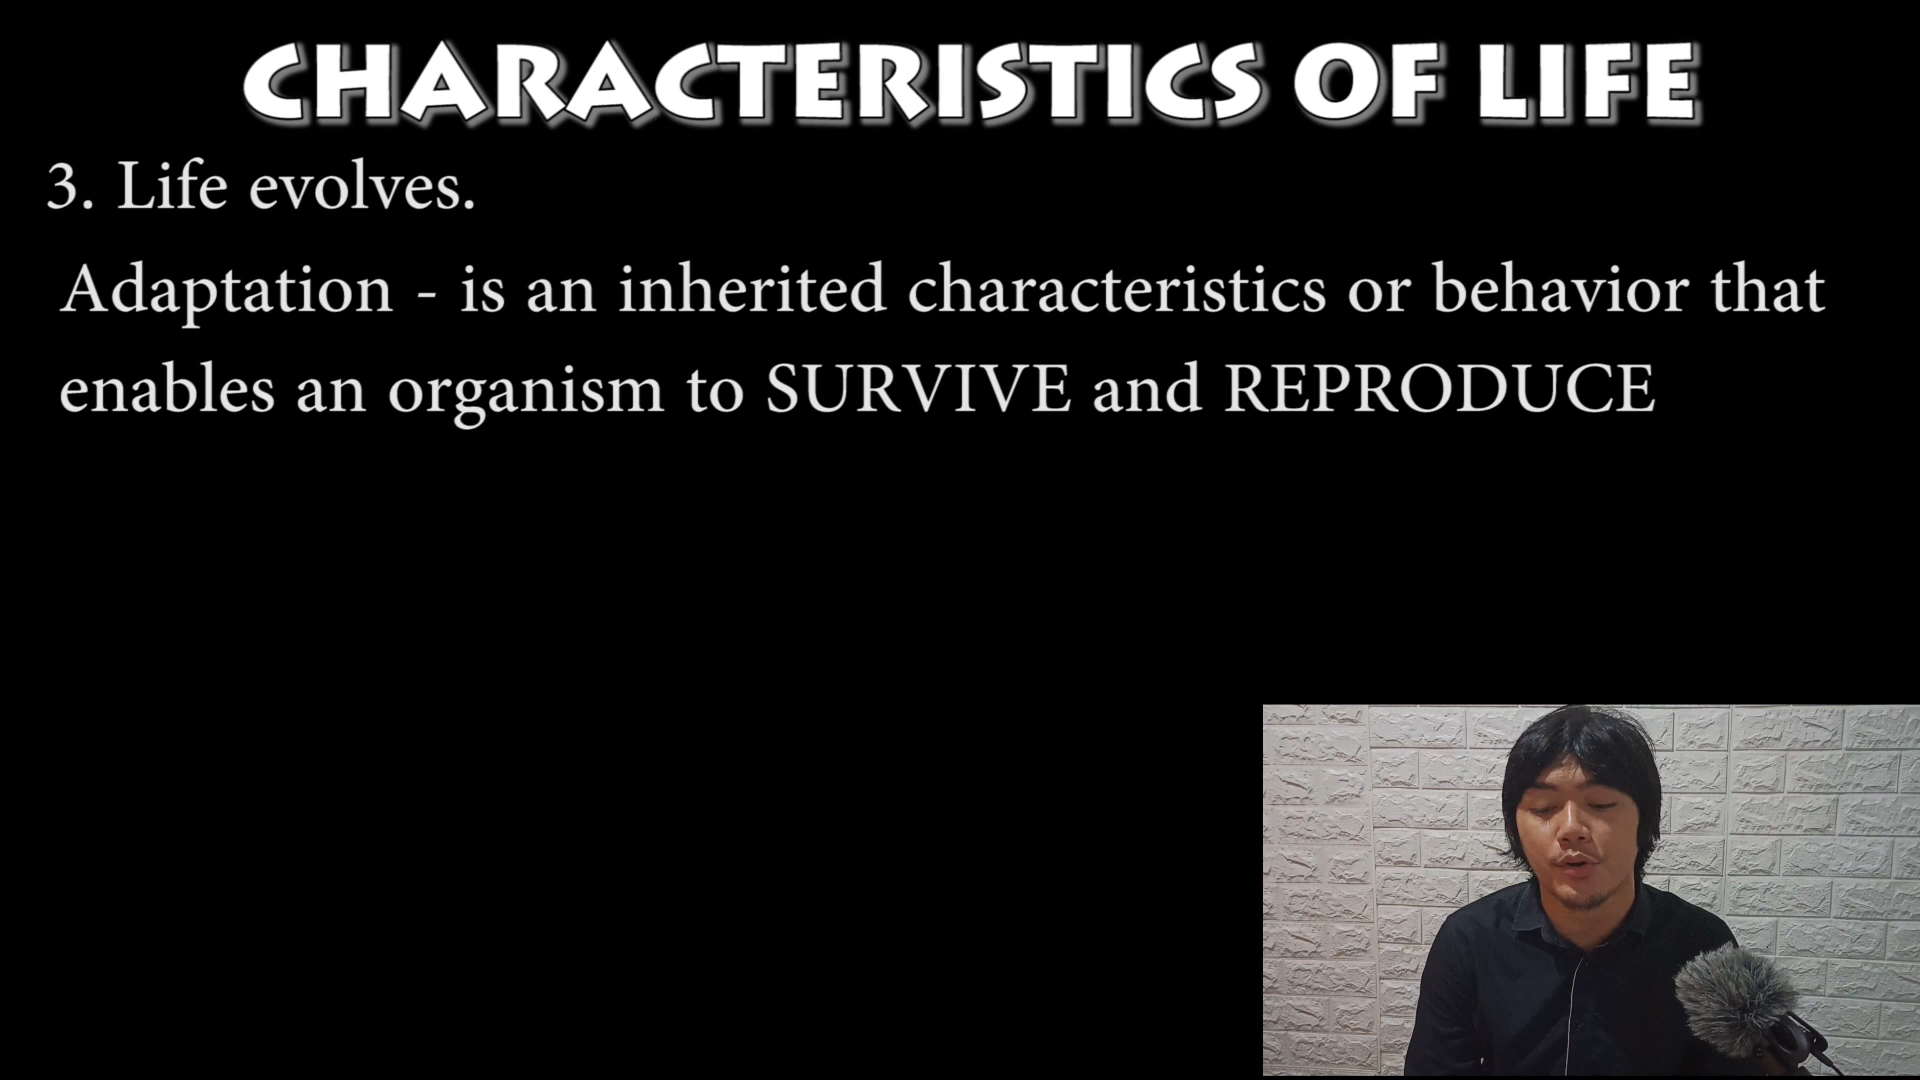 CHARACTERISTICS OF LIFE
3. Life evolves.
Adaptation - is an inherited characteristics or behavior that
enables an organism to SURVIVE and REPRODUCE